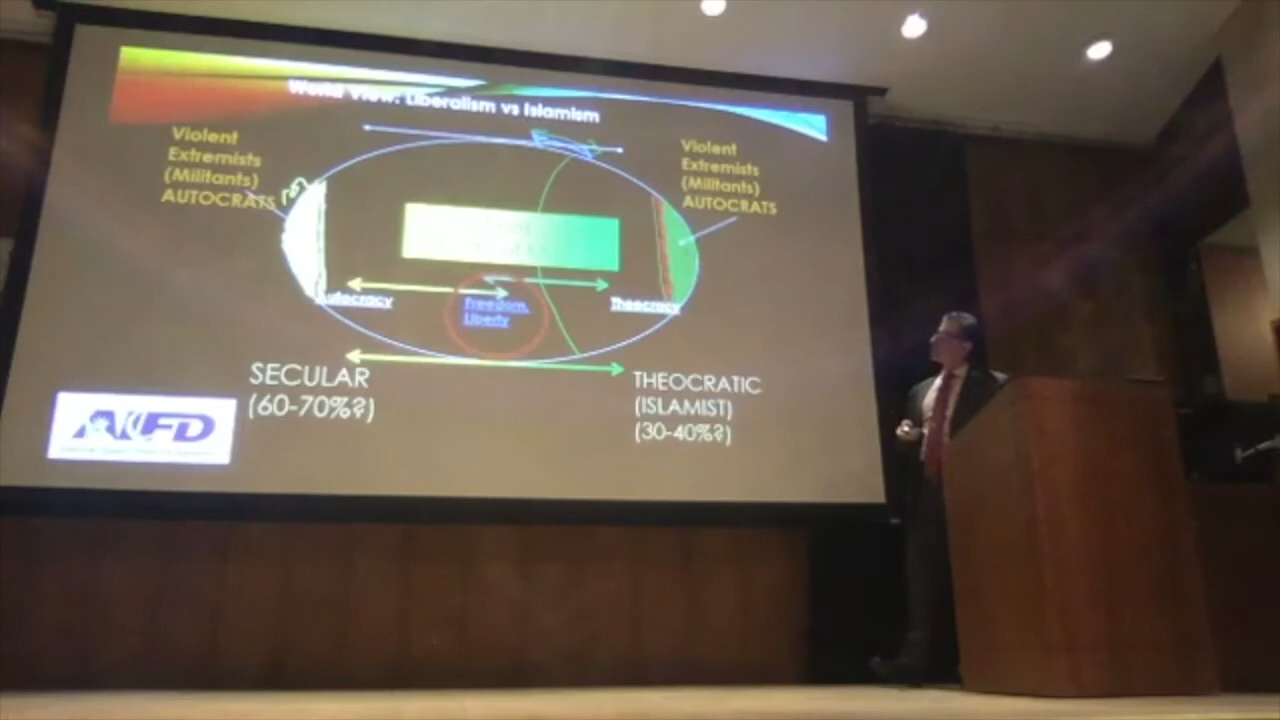 World View: Liberalism vs Islamism
Violent
Extremists
(Militants)
AUTOCRATS
Violent
Extremists
(Militants)
AUTOCRATS
Autocracy
Freedom,
Liberty
Theocracy
SECULAR
(60-70%?)
THEOCRATIC
(ISLAMIST)
(30-40%?)
AIFD